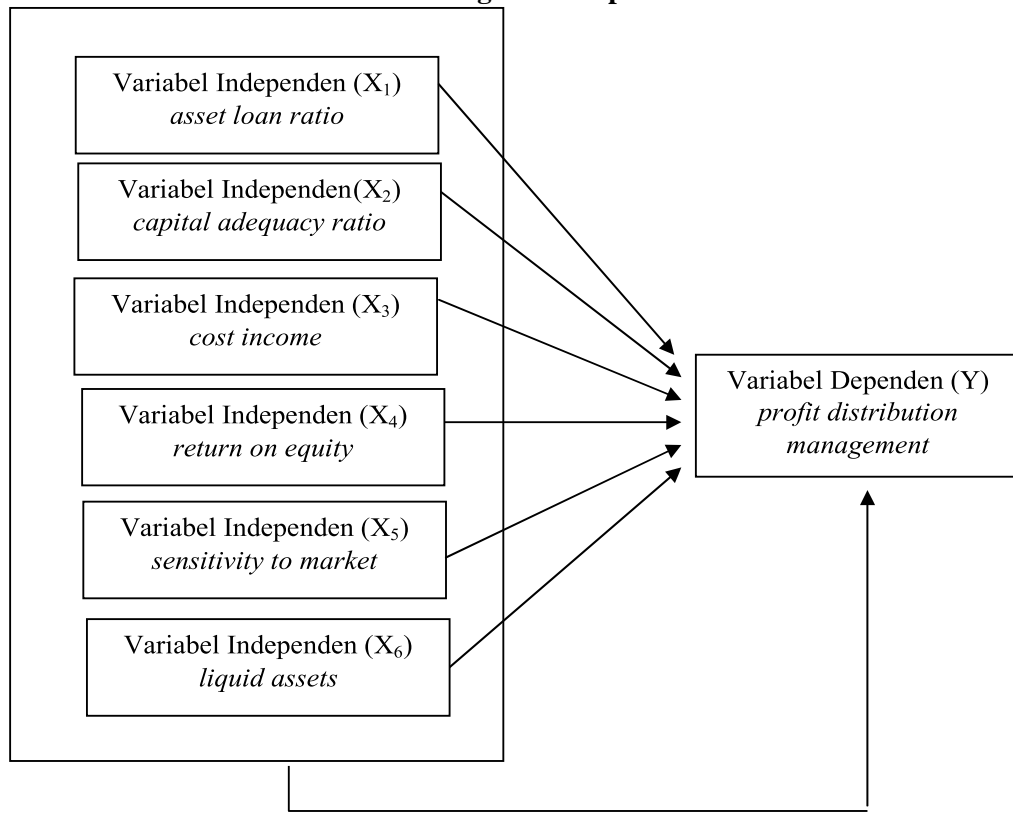 Variabel Independen (X₁)
asset loan ratio
Variabel Independen(X₂)
capital adequacy ratio
Variabel Independen (X₃)
cost income
Variabel Independen (X₄)
return on equity
Variabel Independen (X₅)
sensitivity to market
Variabel Independen (X₆)
liquid assets
Variabel Dependen (Y)
profit distribution
management